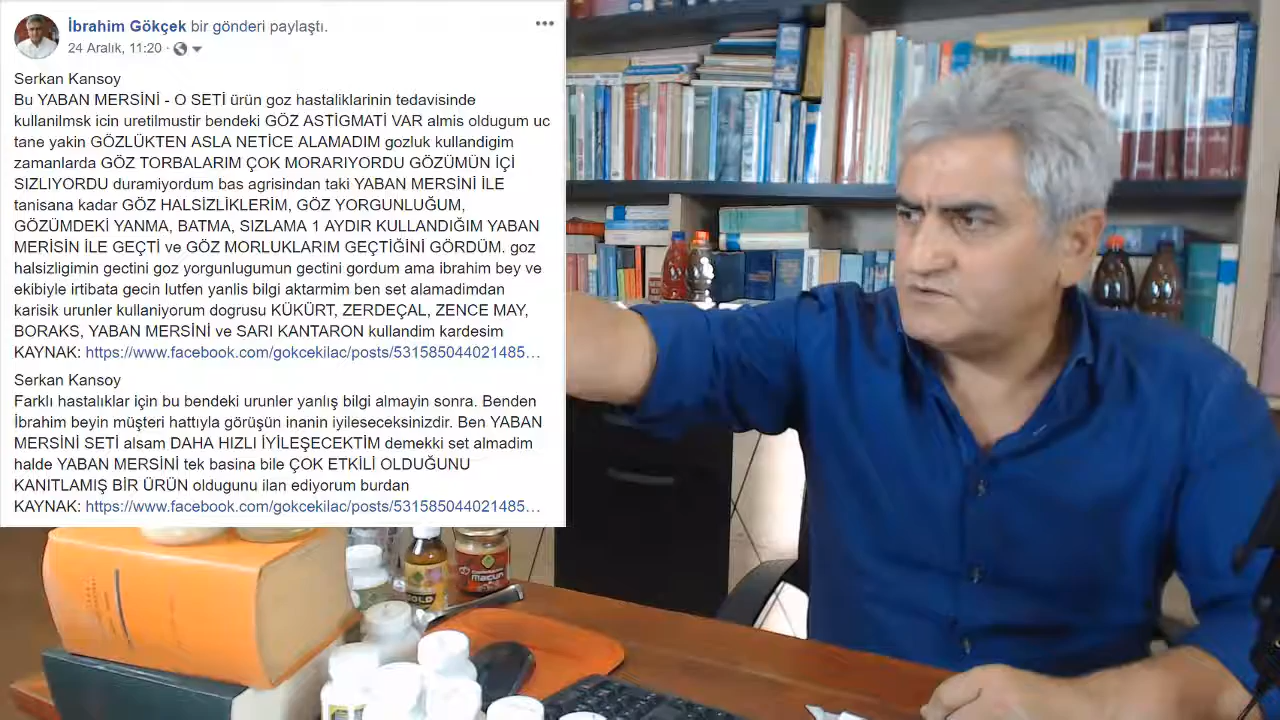 İbrahim Gökçek bir gönderi paylaştı.
24 Aralık, 11:20
Serkan Kansoy
Bu YABAN MERSİNİ - O SETİ ürün goz hastaliklarinin tedavisinde
kullanilmsk icin uretilmustir bendeki GÖZ ASTİGMATİ VAR almis oldugum uc
tane yakin GÖZLÜKTEN ASLA NETİCE ALAMADIM gozluk kullandigim
zamanlarda GÖZ TORBALARIM ÇOK MORARIYORDU GÖZÜMÜN İÇİ
SIZLIYORDU duramiyordum bas agrisindan taki YABAN MERSİNİ İLE
tanisana kadar GÖZ HALSİZLİKLERİM, GÖZ YORGUNLUĞUM,
GÖZÜMDEKİ YANMA, BATMA, SIZLAMA 1 AYDIR KULLANDIĞIM YABAN
MERİSİN İLE GEÇTİ ve GÖZ MORLUKLARIM GEÇTİĞİNİ GÖRDÜM. goz
halsizligimin gectini goz yorgunlugumun gectini gordum ama ibrahim bey ve
ekibiyle irtibata gecin lutfen yanlis bilgi aktarmim ben set alamadimdan
karisik urunler kullaniyorum dogrusu KÜKÜRT, ZERDEÇAL, ZENCE MAY,
BORAKS, YABAN MERSİNİ ve SARI KANTARON kullandim kardesim
KAYNAK: https://www.facebook.com/gokcekilac/posts/531585044021485...
Serkan Kansoy
Farklı hastalıklar için bu bendeki urunler yanlış bilgi almayin sonra. Benden
İbrahim beyin müşteri hattıyla görüşün inanin iyileseceksinizdir. Ben YABAN
MERSİNİ SETİ alsam DAHA HIZLI İYİLEŞECEKTİM demekki set almadim
halde YABAN MERSİNİ tek basina bile ÇOK ETKİLİ OLDUĞUNU
KANITLAMIŞ BİR ÜRÜN oldugunu ilan ediyorum burdan
KAYNAK: https://www.facebook.com/gokcekilac/posts/531585044021485...
GOLD
macun